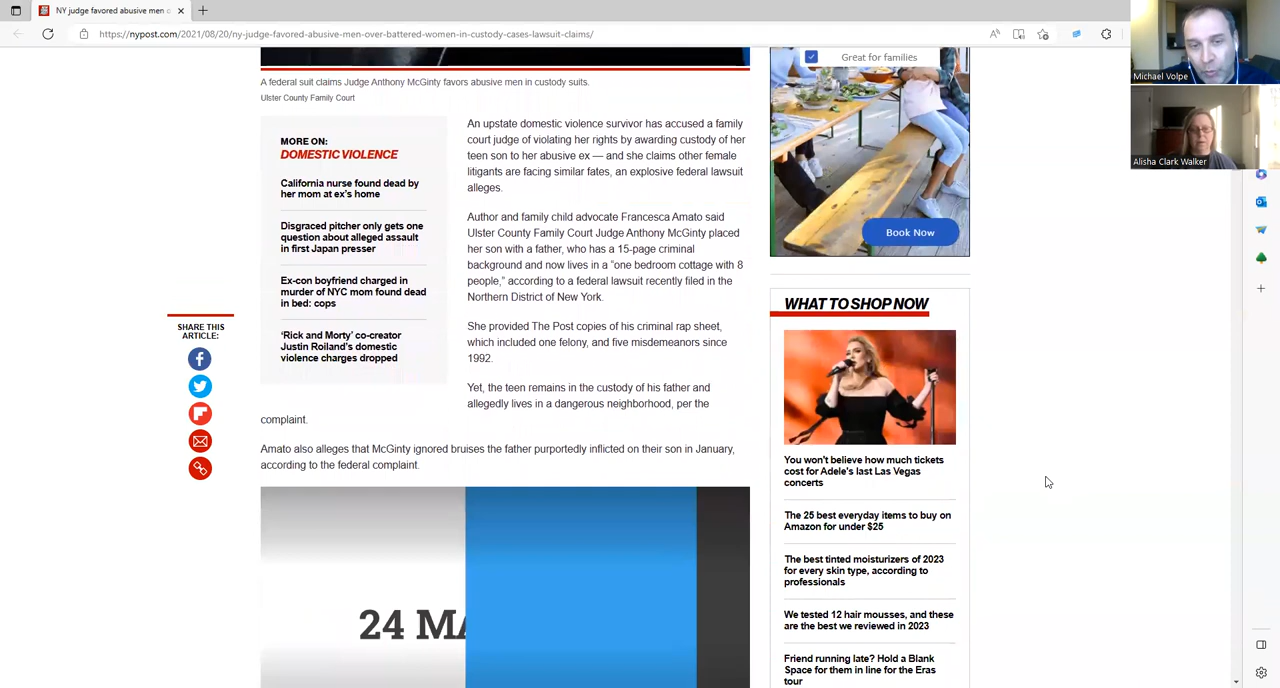 NY judge favored abusive men o
https://nypost.com/2021/08/20/ny-judge-favored-abusive-men-over-battered-women-in-custody-cases-lawsuit-claims/
Michael Volpe
Alisha Clark Walker
A federal suit claims Judge Anthony McGinty favors abusive men in custody suits.
Ulster County Family Court
MORE ON:
DOMESTIC VIOLENCE
California nurse found dead by
her mom at ex's home
Disgraced pitcher only gets one
question about alleged assault
in first Japan presser
Ex-con boyfriend charged in
murder of NYC mom found dead
in bed: cops
'Rick and Morty' co-creator
Justin Roiland's domestic
violence charges dropped
SHARE THIS
ARTICLE:
An upstate domestic violence survivor has accused a family
court judge of violating her rights by awarding custody of her
teen son to her abusive ex — and she claims other female
litigants are facing similar fates, an explosive federal lawsuit
alleges.
Author and family child advocate Francesca Amato said
Ulster County Family Court Judge Anthony McGinty placed
her son with a father, who has a 15-page criminal
background and now lives in a “one bedroom cottage with 8
people,” according to a federal lawsuit recently filed in the
Northern District of New York.
She provided The Post copies of his criminal rap sheet,
which included one felony, and five misdemeanors since
1992.
Yet, the teen remains in the custody of his father and
allegedly lives in a dangerous neighborhood, per the
complaint.
Amato also alleges that McGinty ignored bruises the father purportedly inflicted on their son in January,
according to the federal complaint.
24 MA
Great for families
Book Now
WHAT TO SHOP NOW
You won't believe how much tickets
cost for Adele's last Las Vegas
concerts
The 25 best everyday items to buy on
Amazon for under $25
The best tinted moisturizers of 2023
for every skin type, according to
professionals
We tested 12 hair mousses, and these
are the best we reviewed in 2023
Friend running late? Hold a Blank
Space for them in line for the Eras
tour